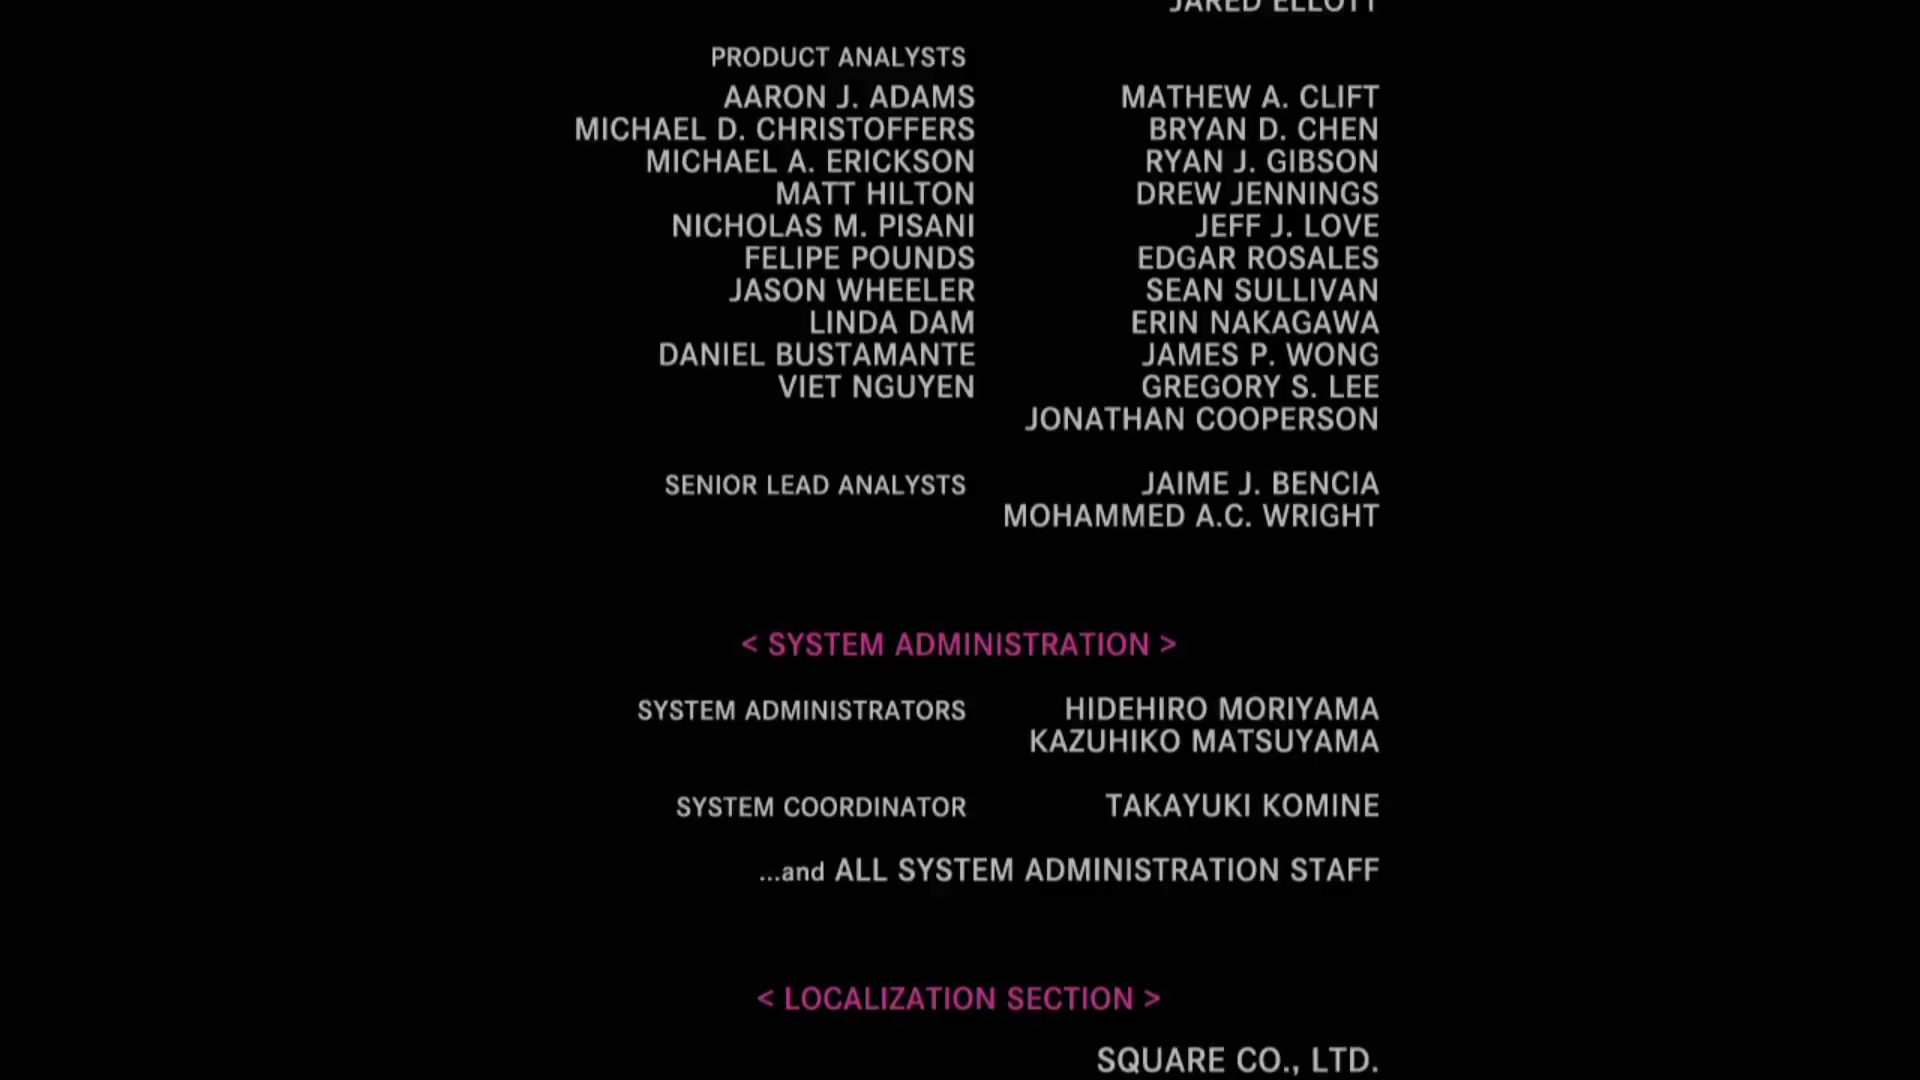 JARED ELLOTT
PRODUCT ANALYSTS
AARON J. ADAMS MATHEW A. CLIFT
MICHAEL D. CHRISTOFFERS BRYAN D. CHEN
MICHAEL A. ERICKSON RYAN J. GIBSON
MATT HILTON DREW JENNINGS
NICHOLAS M. PISANI JEFF J. LOVE
FELIPE POUNDS EDGAR ROSALES
JASON WHEELER SEAN SULLIVAN
LINDA DAM ERIN NAKAGAWA
DANIEL BUSTAMANTE JAMES P. WONG
VIET NGUYEN GREGORY S. LEE
JONATHAN COOPERSON
SENIOR LEAD ANALYSTS JAIME J. BENCIA
MOHAMMED A.C. WRIGHT
< SYSTEM ADMINISTRATION >
SYSTEM ADMINISTRATORS HIDEHIRO MORIYAMA
KAZUHIKO MATSUYAMA
SYSTEM COORDINATOR TAKAYUKI KOMINE
...and ALL SYSTEM ADMINISTRATION STAFF
< LOCALIZATION SECTION >
SQUARE CO., LTD.